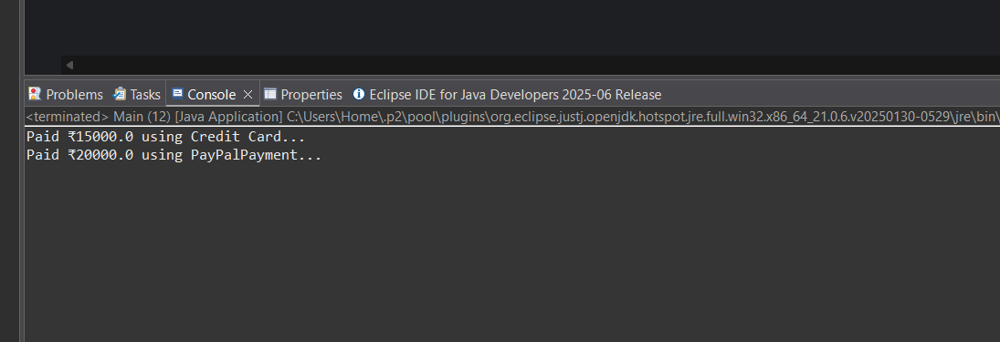 Problems Tasks Console Properties Eclipse IDE for Java Developers 2025-06 Release
<terminated> Main (12) [Java Application] C:\Users\Home\.p2\pool\plugins\org.eclipse.justj.openjdk.hotspot.jre.full.win32.x86_64_21.0.6.v20250130-0529\jre\bin\
Paid ₹15000.0 using Credit Card...
Paid ₹20000.0 using PayPalPayment...